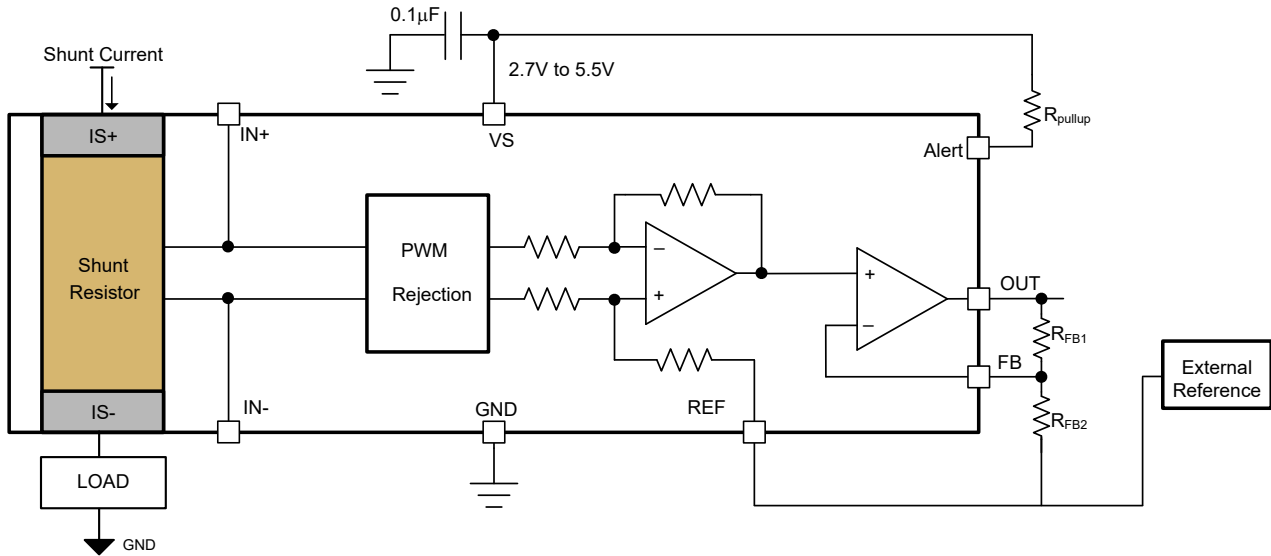 0.1μF
Shunt Current
2.7V to 5.5V
IS+
IN+
VS
Rpullup
Alert
PWM
Rejection
Shunt
Resistor
−
+
+
−
OUT
RFB1
FB
External
Reference
IS-
IN-
GND
REF
RFB2
LOAD
GND